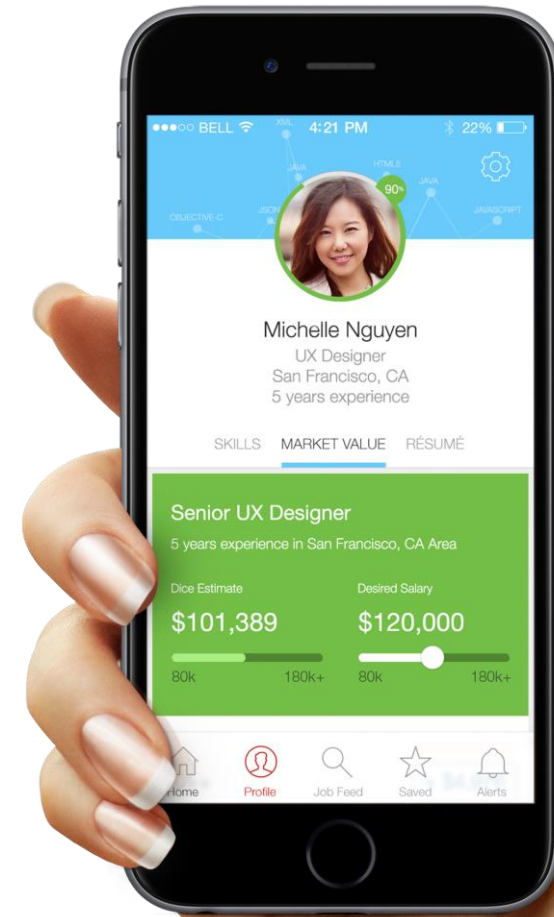 BELL 4:21 PM 22%
XML
JAVA
HTML5
90%
JAVA
OBJECTIVE-C
JSON
JAVASCRIPT
Michelle Nguyen
UX Designer
San Francisco, CA
5 years experience
SKILLS MARKET VALUE RÉSUMÉ
Senior UX Designer
5 years experience in San Francisco, CA Area
Dice Estimate Desired Salary
$101,389 $120,000
80k 180k+ 80k 180k+
Home Profile Job Feed Saved Alerts